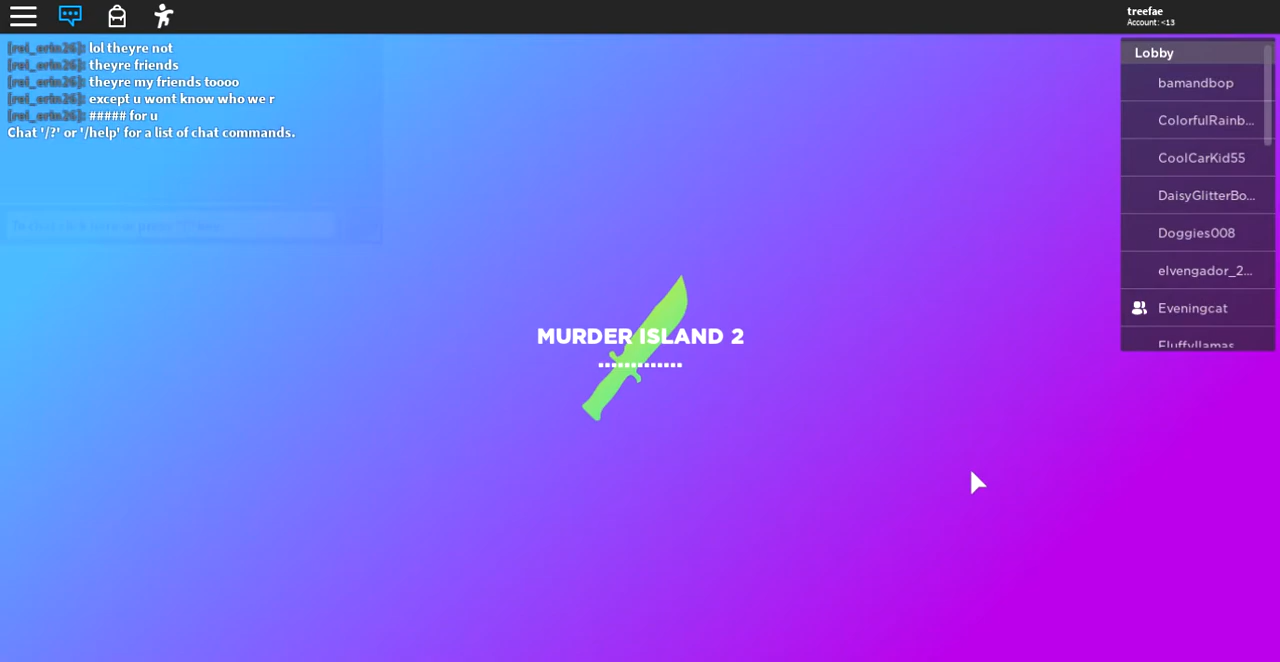 treefae
Account: <13
lol theyre not
theyre friends
theyre my friends toooo
except u wont know who we r
##### for u
Chat '/?' or '/help' for a list of chat commands.
Lobby
bamandbop
ColorfulRainb...
CoolCarKid55
DaisyGlitterBo...
Doggies008
elvengador_2...
Eveningcat
Fluffyllamas
MURDER ISLAND 2